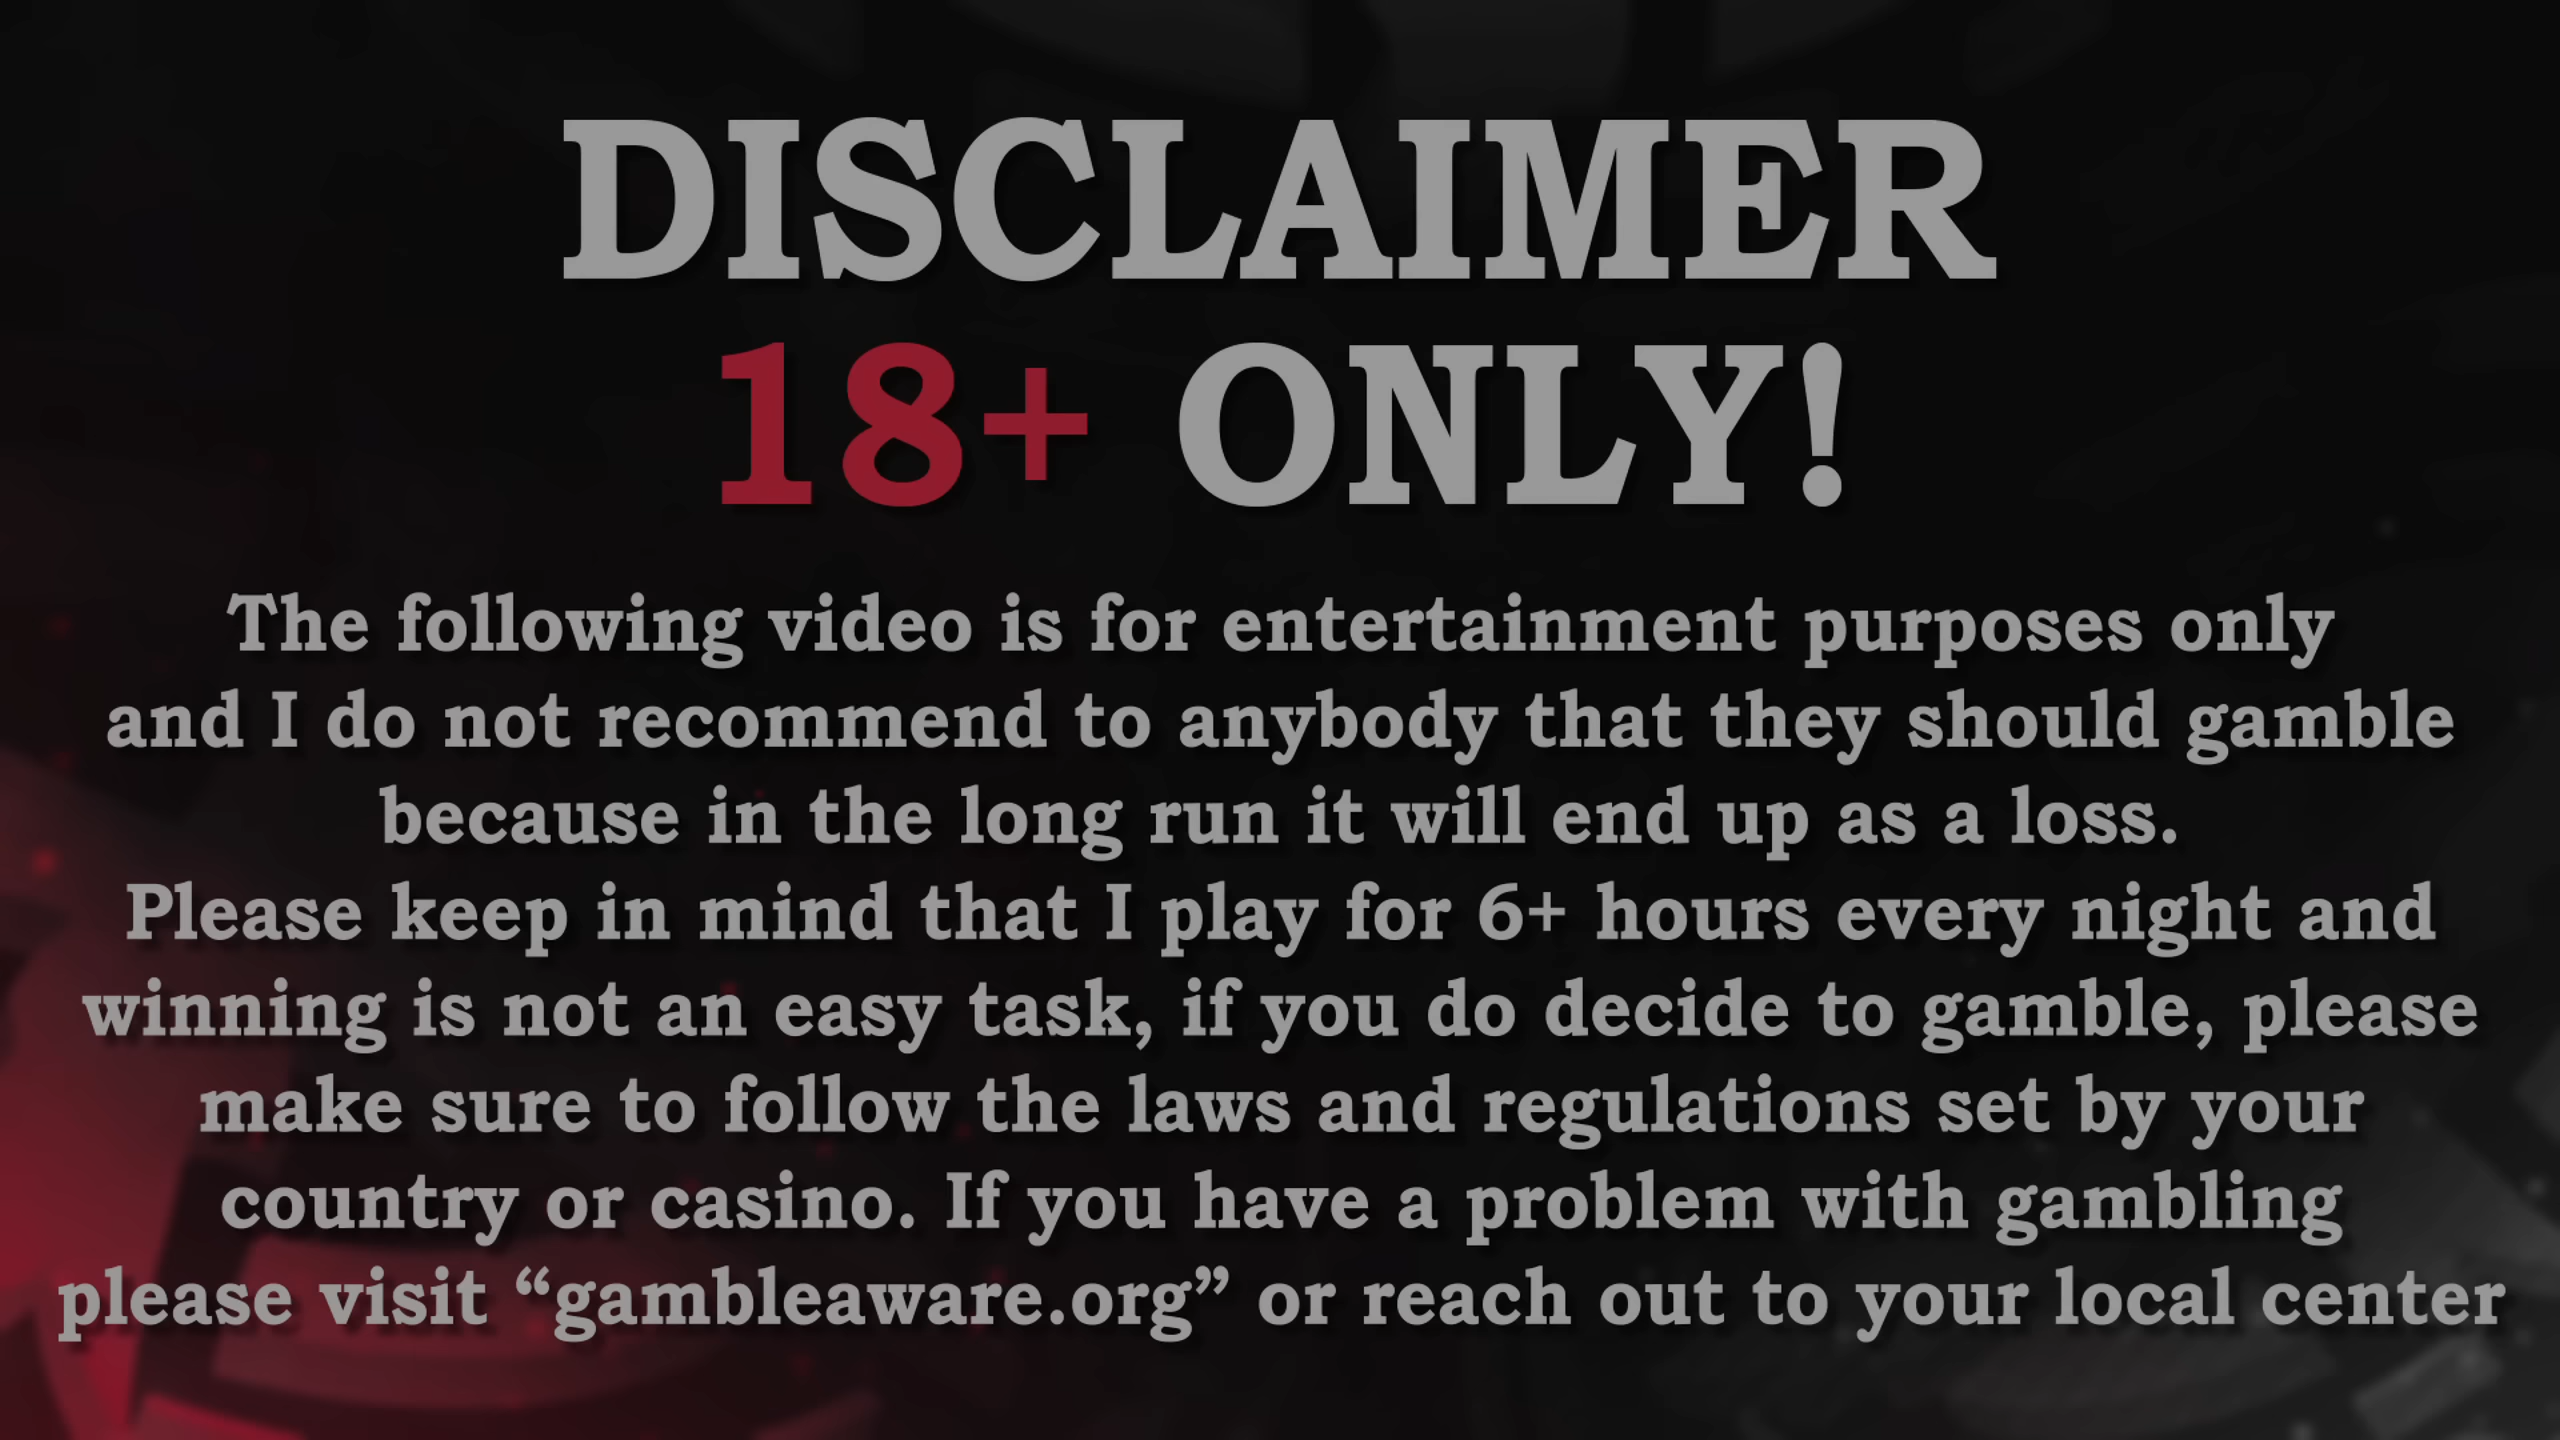 DISCLAIMER
18+ ONLY!
The following video is for entertainment purposes only
and I do not recommend to anybody that they should gamble
because in the long run it will end up as a loss.
Please keep in mind that I play for 6+ hours every night and
winning is not an easy task, if you do decide to gamble, please
make sure to follow the laws and regulations set by your
country or casino. If you have a problem with gambling
please visit “gambleaware.org” or reach out to your local center